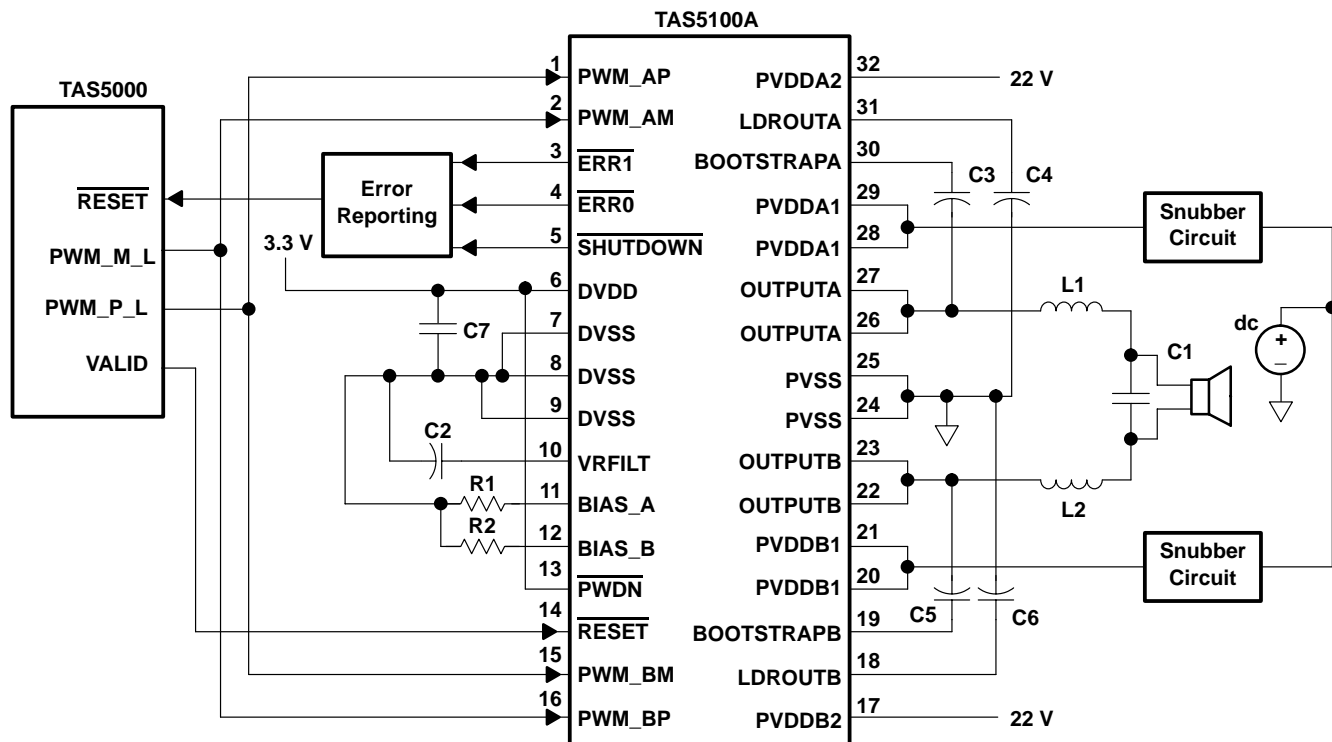 TAS5100A
TAS5000
RESET
PWM_M_L
PWM_P_L
VALID
Error
Reporting
3.3 V
C7
C2
R1
R2
1
PWM_AP
2
PWM_AM
3
ERR1
4
ERR0
5
SHUTDOWN
6
DVDD
7
DVSS
8
DVSS
9
DVSS
10
VRFILT
11
BIAS_A
12
BIAS_B
13
PWDN
14
RESET
15
PWM_BM
16
PWM_BP
PVDDA2
32
22 V
LDROUTA
31
BOOTSTRAPA
30
PVDDA1
29
PVDDA1
28
OUTPUTA
27
OUTPUTA
26
PVSS
25
PVSS
24
OUTPUTB
23
OUTPUTB
22
PVDDB1
21
PVDDB1
20
BOOTSTRAPB
19
LDROUTB
18
PVDDB2
17
22 V
C3
C4
Snubber
Circuit
L1
dc
+
–
C1
L2
Snubber
Circuit
C5
C6